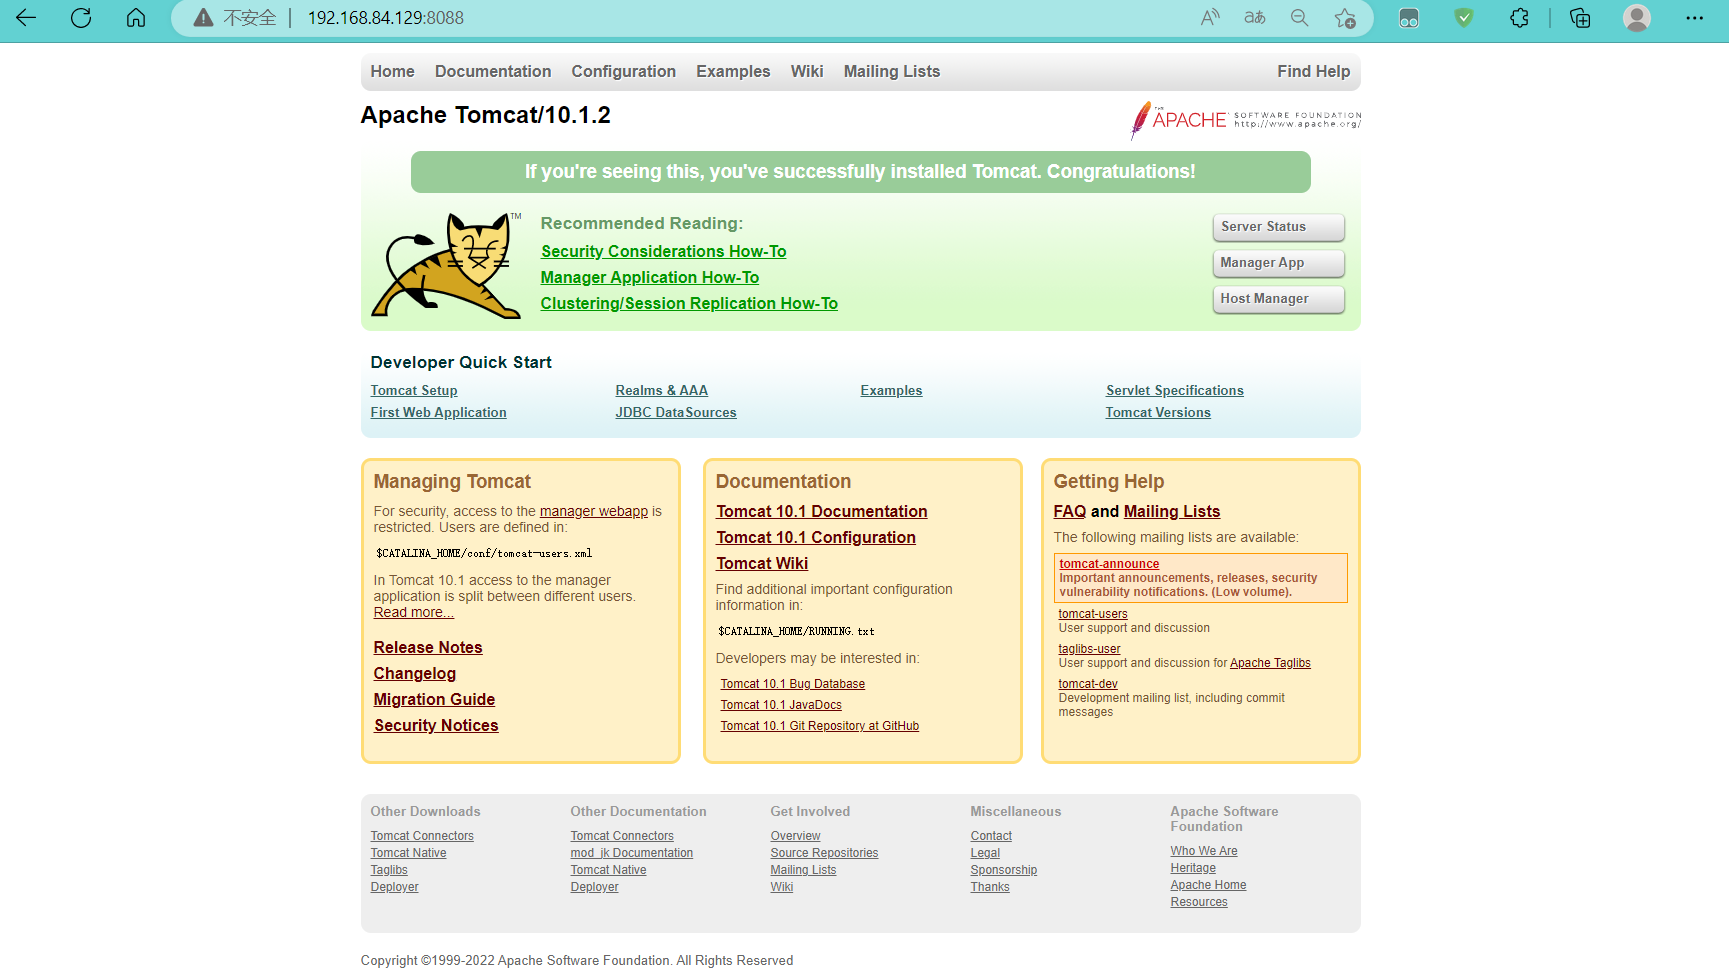 不安全 | 192.168.84.129:8088
Home Documentation Configuration Examples Wiki Mailing Lists Find Help
Apache Tomcat/10.1.2
THE APACHE SOFTWARE FOUNDATION
http://www.apache.org/
If you're seeing this, you've successfully installed Tomcat. Congratulations!
TM
Recommended Reading:
Security Considerations How-To
Manager Application How-To
Clustering/Session Replication How-To
Server Status
Manager App
Host Manager
Developer Quick Start
Tomcat Setup
First Web Application
Realms & AAA
JDBC DataSources
Examples
Servlet Specifications
Tomcat Versions
Managing Tomcat
For security, access to the manager webapp is
restricted. Users are defined in:
$CATALINA_HOME/conf/tomcat-users.xml
In Tomcat 10.1 access to the manager
application is split between different users.
Read more...
Release Notes
Changelog
Migration Guide
Security Notices
Documentation
Tomcat 10.1 Documentation
Tomcat 10.1 Configuration
Tomcat Wiki
Find additional important configuration
information in:
$CATALINA_HOME/RUNNING.txt
Developers may be interested in:
Tomcat 10.1 Bug Database
Tomcat 10.1 JavaDocs
Tomcat 10.1 Git Repository at GitHub
Getting Help
FAQ and Mailing Lists
The following mailing lists are available:
tomcat-announce
Important announcements, releases, security
vulnerability notifications. (Low volume).
tomcat-users
User support and discussion
taglibs-user
User support and discussion for Apache Taglibs
tomcat-dev
Development mailing list, including commit
messages
Other Downloads
Tomcat Connectors
Tomcat Native
Taglibs
Deployer
Other Documentation
Tomcat Connectors
mod_jk Documentation
Tomcat Native
Deployer
Get Involved
Overview
Source Repositories
Mailing Lists
Wiki
Miscellaneous
Contact
Legal
Sponsorship
Thanks
Apache Software
Foundation
Who We Are
Heritage
Apache Home
Resources
Copyright ©1999-2022 Apache Software Foundation. All Rights Reserved